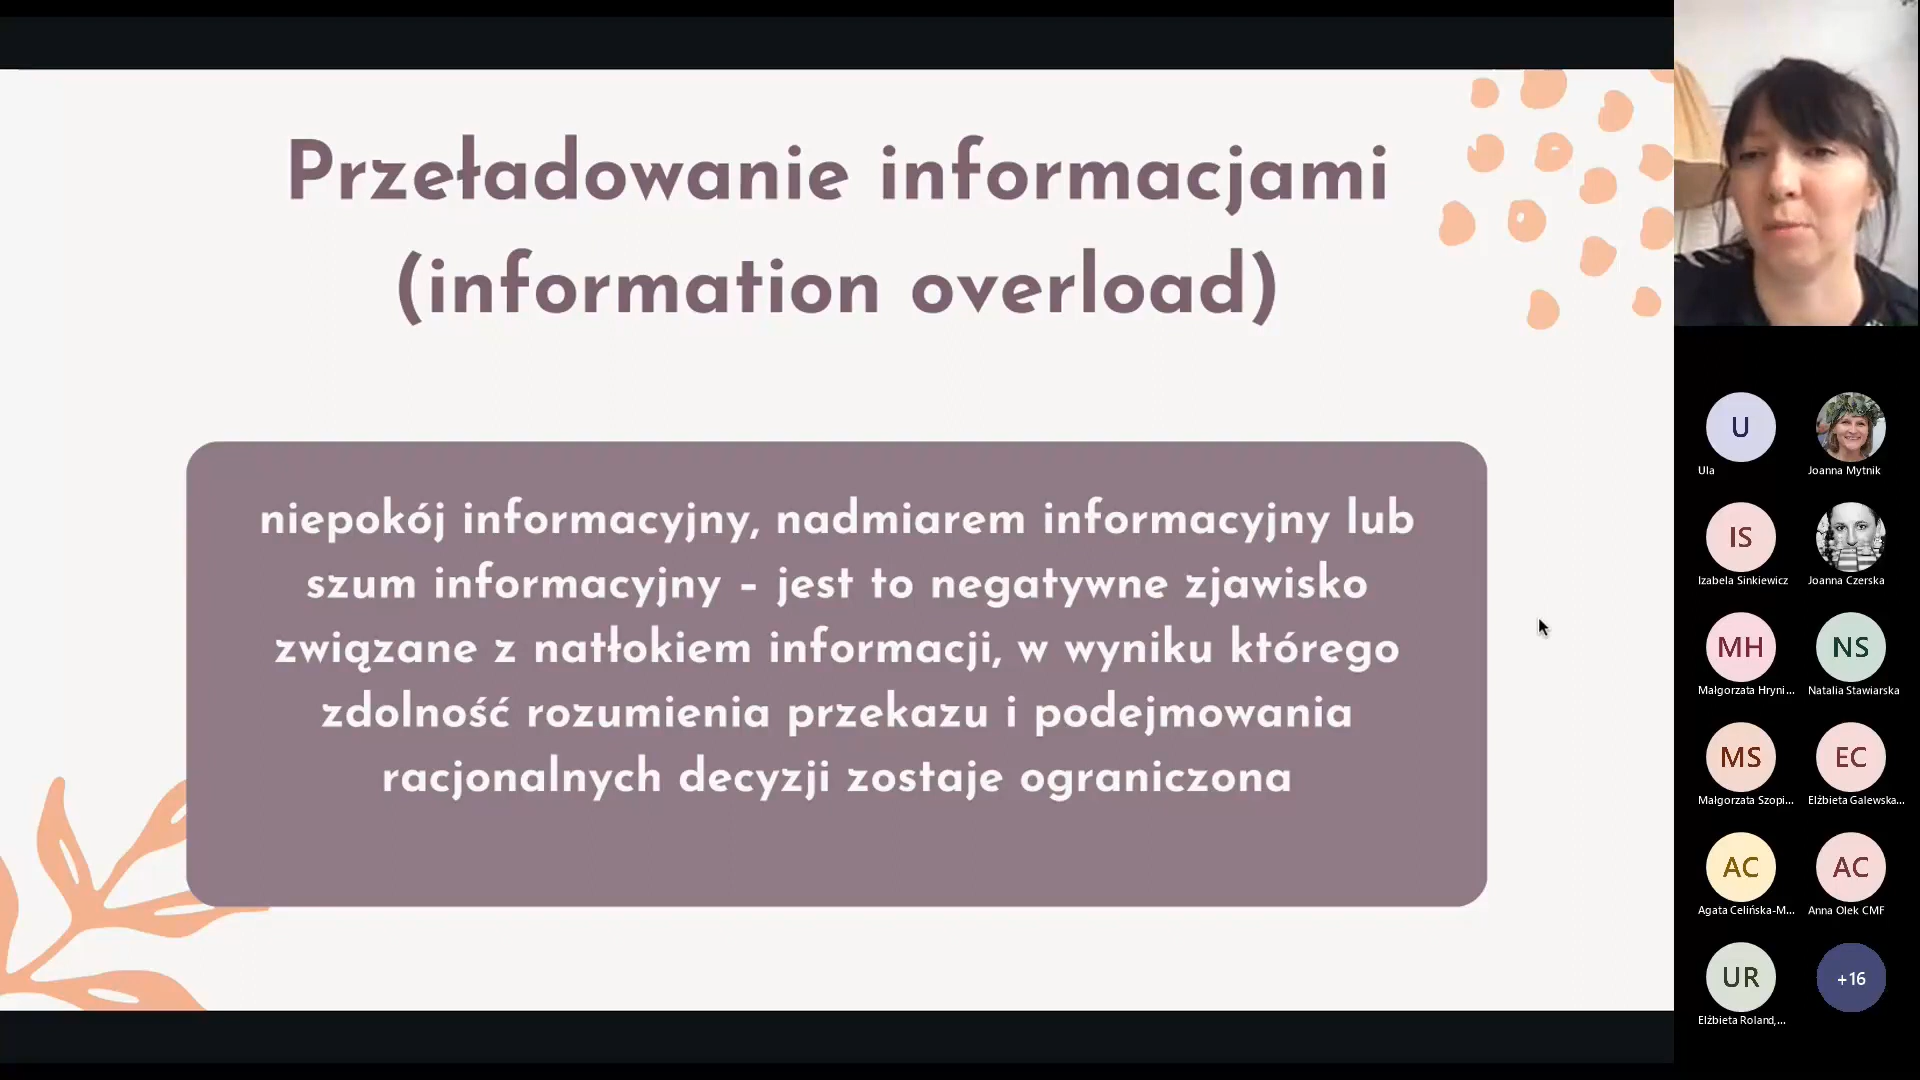 Przeładowanie informacjami
(information overload)
niepokój informacyjny, nadmiarem informacyjny lub
szum informacyjny – jest to negatywne zjawisko
związane z natłokiem informacji, w wyniku którego
zdolność rozumienia przekazu i podejmowania
racjonalnych decyzji zostaje ograniczona
U
Ula
Joanna Mytnik
IS
Izabela Sinkiewicz
Joanna Czerska
MH
Małgorzata Hryni...
NS
Natalia Stawiarska
MS
Małgorzata Szopi...
EC
Elżbieta Galewska...
AC
Agata Celińska-M...
AC
Anna Olek CMF
UR
Elżbieta Roland,...
+16